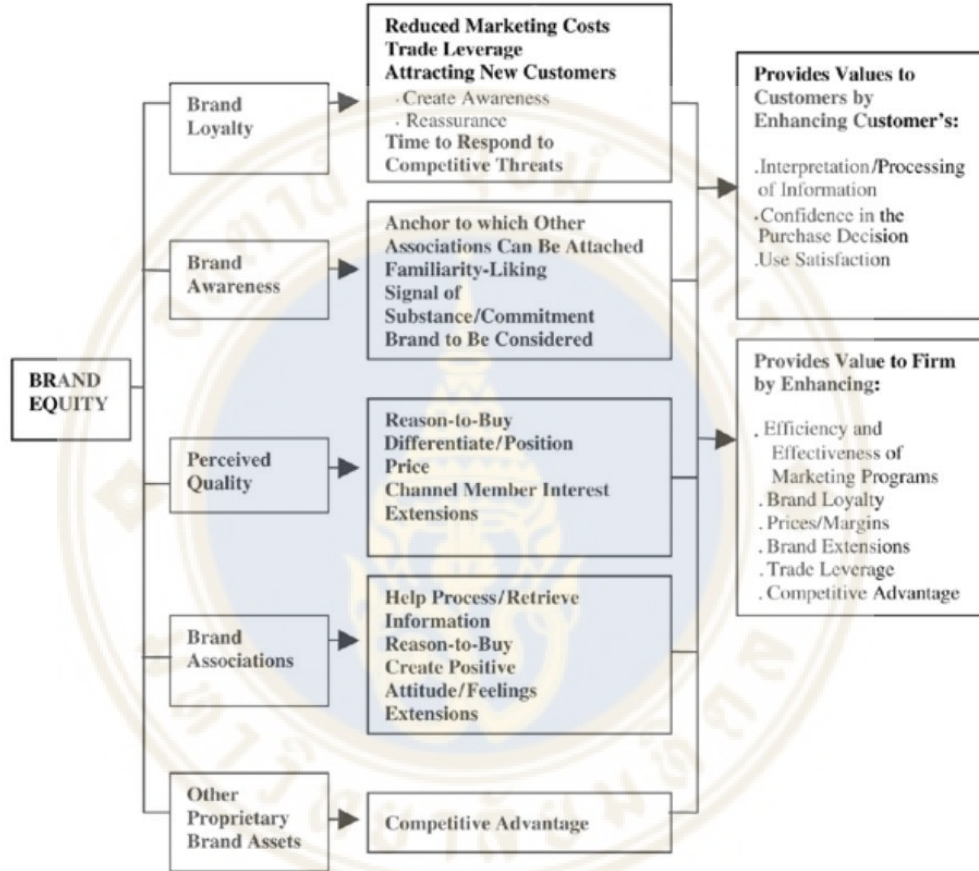 BRAND
EQUITY
Brand
Loyalty
Reduced Marketing Costs
Trade Leverage
Attracting New Customers
. Create Awareness
. Reassurance
Time to Respond to
Competitive Threats
Brand
Awareness
Anchor to which Other
Associations Can Be Attached
Familiarity-Liking
Signal of
Substance/Commitment
Brand to Be Considered
Perceived
Quality
Reason-to-Buy
Differentiate/Position
Price
Channel Member Interest
Extensions
Brand
Associations
Help Process/Retrieve
Information
Reason-to-Buy
Create Positive
Attitude/Feelings
Extensions
Other
Proprietary
Brand Assets
Competitive Advantage
Provides Values to
Customers by
Enhancing Customer's:
.Interpretation/Processing
of Information
.Confidence in the
Purchase Decision
.Use Satisfaction
Provides Value to Firm
by Enhancing:
. Efficiency and
Effectiveness of
Marketing Programs
. Brand Loyalty
. Prices/Margins
. Brand Extensions
. Trade Leverage
. Competitive Advantage